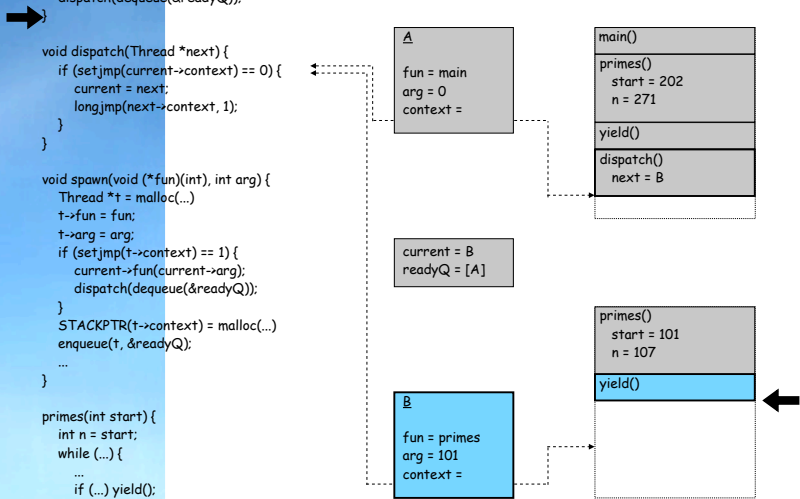 dispatch(dequeue(&readyQ));
}
void dispatch(Thread *next) {
if (setjmp(current->context) == 0) {
current = next;
longjmp(next->context, 1);
}
}
void spawn(void (*fun)(int), int arg) {
Thread *t = malloc(...)
t->fun = fun;
t->arg = arg;
if (setjmp(t->context) == 1) {
current->fun(current->arg);
dispatch(dequeue(&readyQ));
}
STACKPTR(t->context) = malloc(...)
enqueue(t, &readyQ);
...
}
primes(int start) {
int n = start;
while (...) {
...
if (...) yield();
A
fun = main
arg = 0
context =
current = B
readyQ = [A]
B
fun = primes
arg = 101
context =
main()
primes()
start = 202
n = 271
yield()
dispatch()
next = B
primes()
start = 101
n = 107
yield()